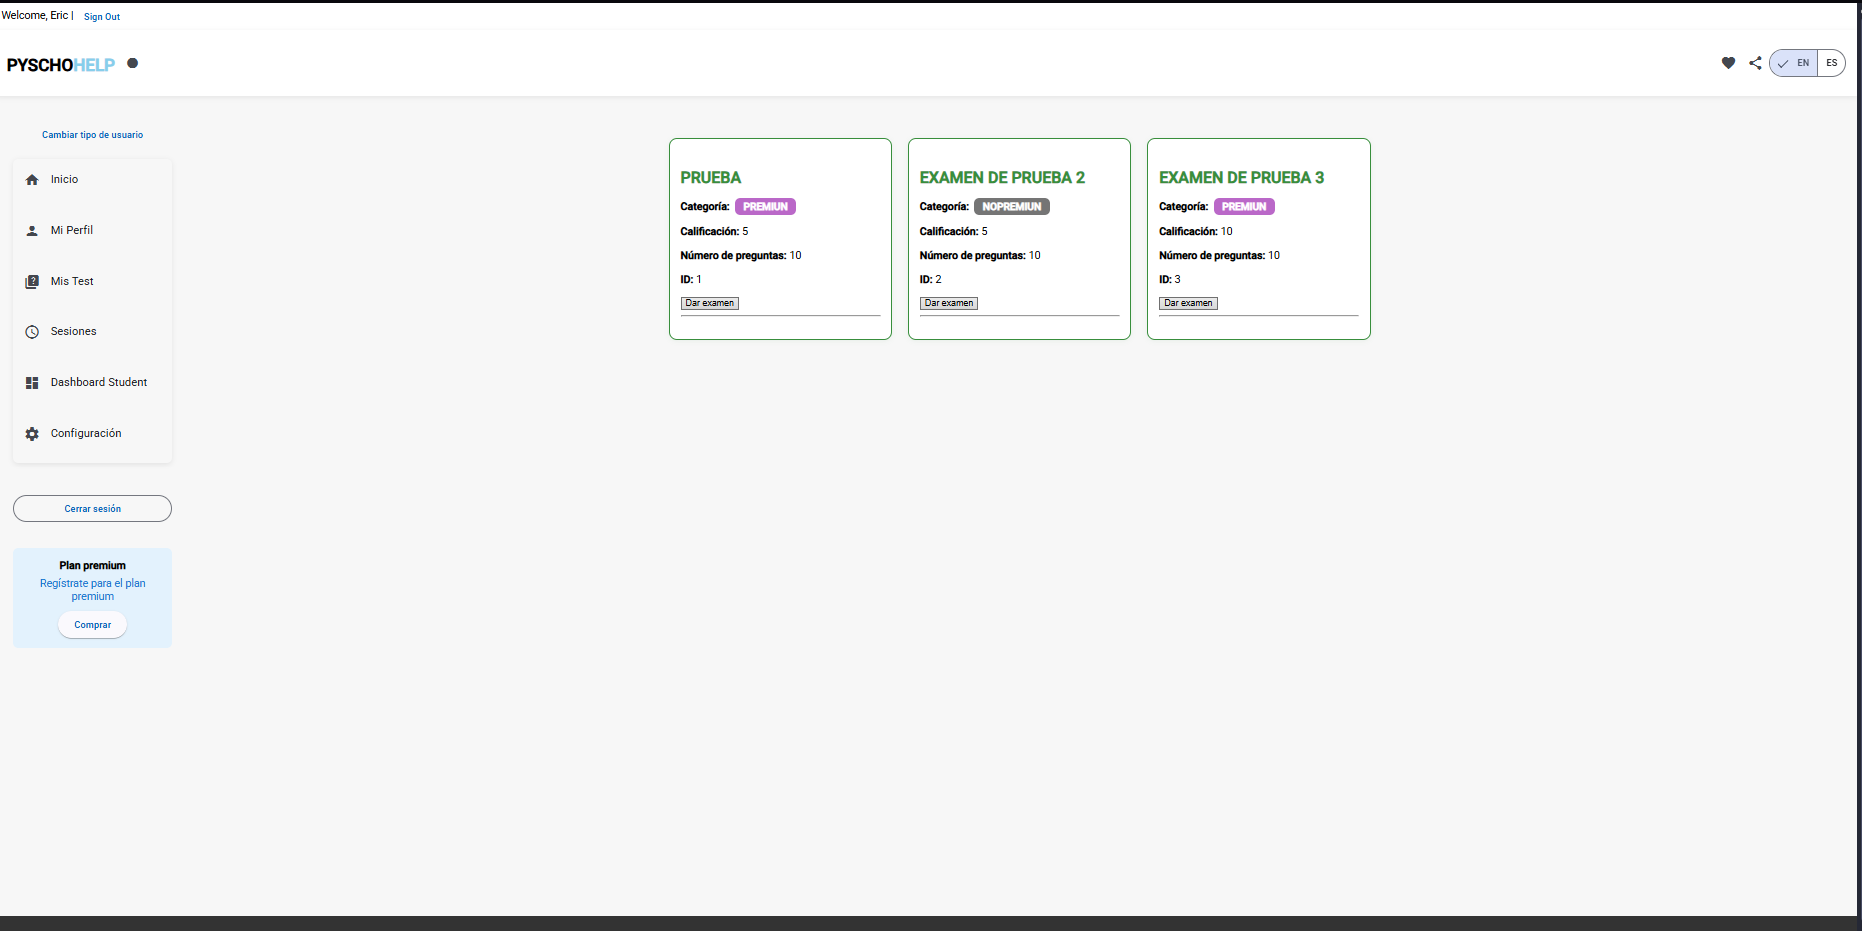 Welcome, Eric | Sign Out
PYSCHOHELP
EN ES
Cambiar tipo de usuario
Inicio
Mi Perfil
Mis Test
Sesiones
Dashboard Student
Configuración
Cerrar sesión
Plan premium
Regístrate para el plan
premium
Comprar
PRUEBA
Categoría: PREMIUN
Calificación: 5
Número de preguntas: 10
ID: 1
Dar examen
EXAMEN DE PRUEBA 2
Categoría: NOPREMIUN
Calificación: 5
Número de preguntas: 10
ID: 2
Dar examen
EXAMEN DE PRUEBA 3
Categoría: PREMIUN
Calificación: 10
Número de preguntas: 10
ID: 3
Dar examen